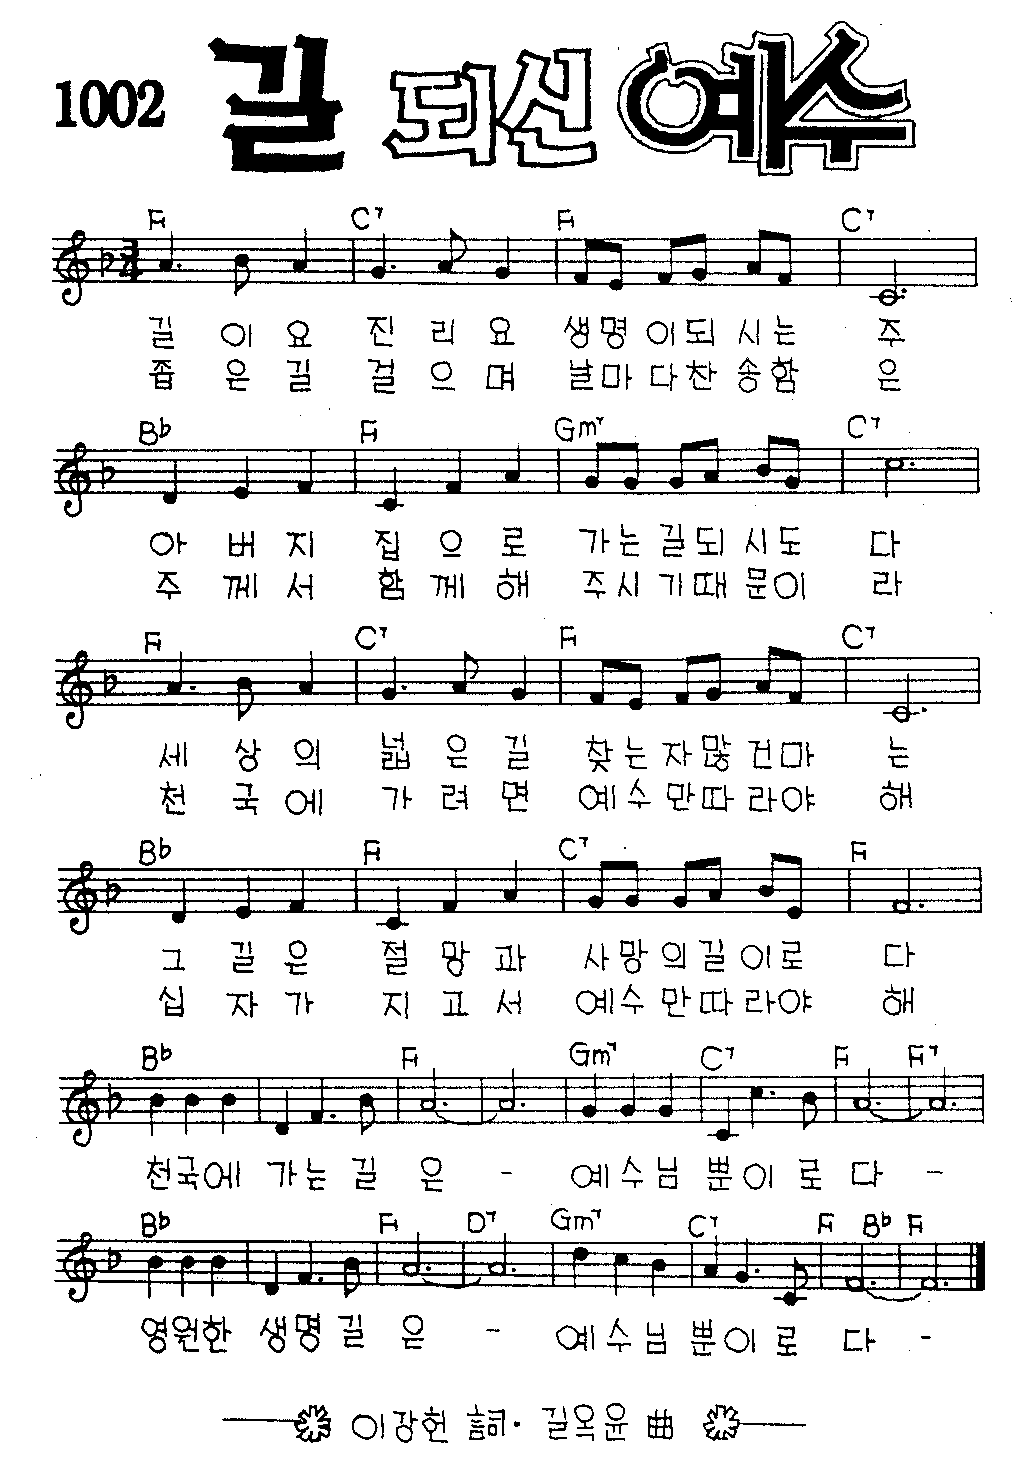 1002 길 되신 예수
F C7 F C7
길 이 요 진 리 요 생명이되 시는 주
좁 은 길 걸 으 며 날마 다찬 송함 은
Bb F Gm7 C7
아 버 지 집 으 로 가는길되 시도 다
주 께 서 함 께 해 주시 기때 문이 라
F C7 F C7
세 상 의 넓 은 길 찾는자많 건마 는
천 국 에 가 려 면 예수 만따 라야 해
Bb F C7 F
그 길 은 절 망 과 사망의길 이로 다
십 자 가 지 고 서 예수 만따 라야 해
Bb F Gm7 C7 F F7
천국에 가는 길 은 - 예수님 뿐이 로 다 -
Bb F D7 Gm7 C7 F Bb F
영원한 생명 길 은 - 예수님 뿐이 로 다 -
이강헌 詞· 길옥윤 曲